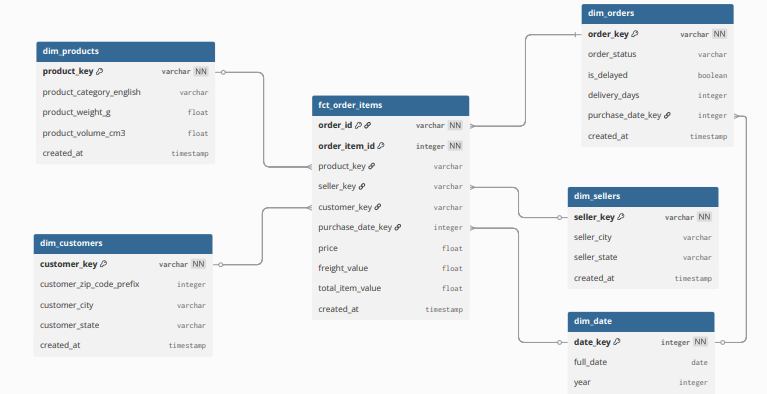 dim_products
product_key varchar NN
product_category_english varchar
product_weight_g float
product_volume_cm3 float
created_at timestamp
dim_customers
customer_key varchar NN
customer_zip_code_prefix integer
customer_city varchar
customer_state varchar
created_at timestamp
fct_order_items
order_id varchar NN
order_item_id integer NN
product_key varchar
seller_key varchar
customer_key varchar
purchase_date_key integer
price float
freight_value float
total_item_value float
created_at timestamp
dim_orders
order_key varchar NN
order_status varchar
is_delayed boolean
delivery_days integer
purchase_date_key integer
created_at timestamp
dim_sellers
seller_key varchar NN
seller_city varchar
seller_state varchar
created_at timestamp
dim_date
date_key integer NN
full_date date
year integer